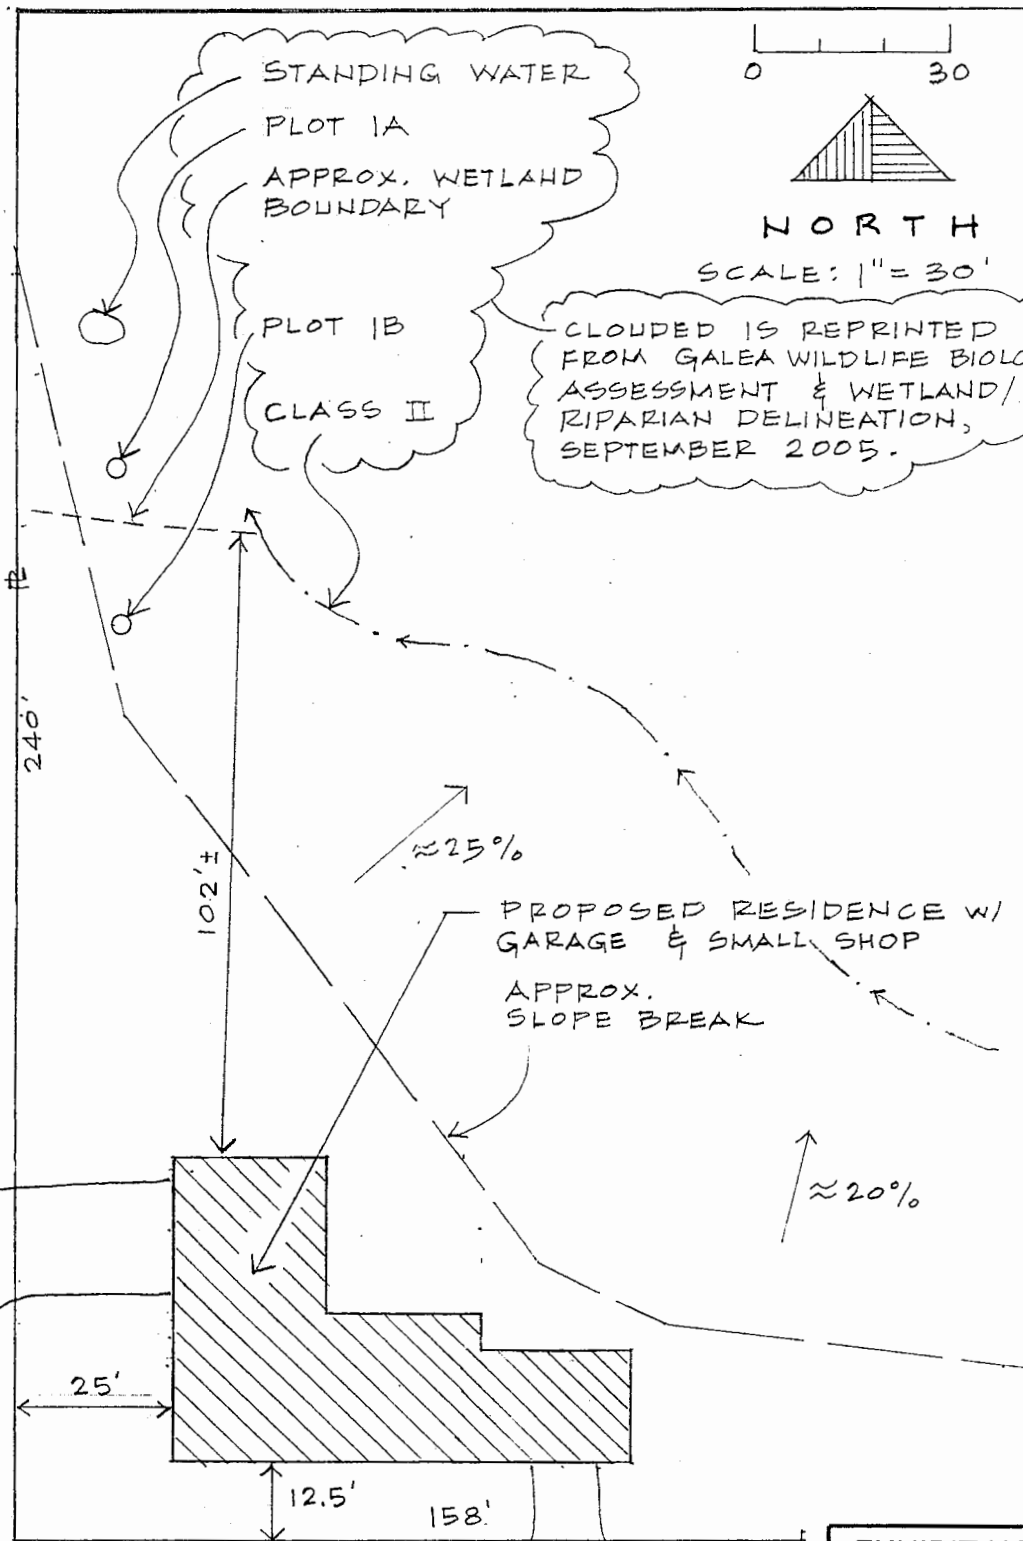 STANDING WATER
PLOT 1A
APPROX. WETLAND
BOUNDARY
PLOT 1B
CLASS II
0 30
NORTH
SCALE: 1" = 30'
CLOUDED IS REPRINTED
FROM GALEA WILDLIFE BIOLO
ASSESSMENT & WETLAND/
RIPARIAN DELINEATION,
SEPTEMBER 2005.
PL
240'
102'±
≈25%
PROPOSED RESIDENCE W/
GARAGE & SMALL SHOP
APPROX.
SLOPE BREAK
≈20%
25'
12.5'
158'